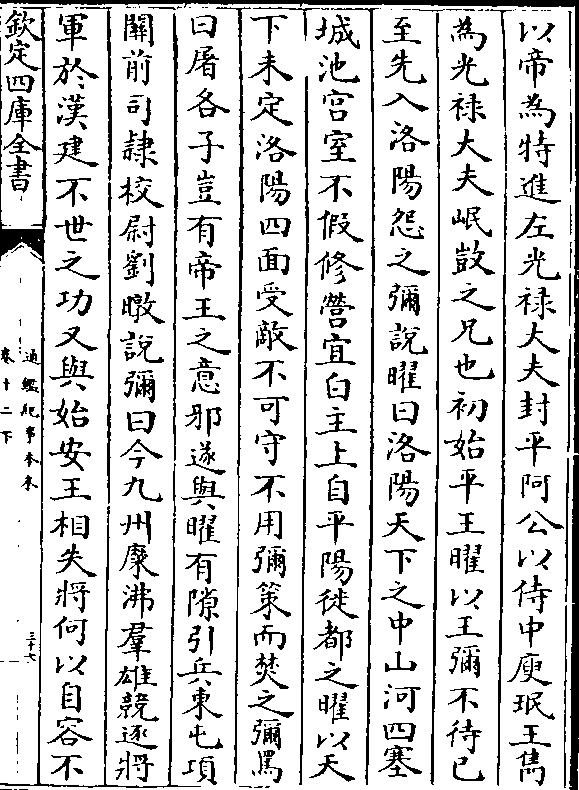 以帝為特進左光禄大夫封平阿公以侍中庾珉王雋
為光禄大夫岷敳之兄也初始平王曜以王彌不待己
至先入洛陽怨之彌說曜曰洛陽天下之中山河四塞
城池宫室不假修營宜白主上自平陽徙都之曜以天
下未定洛陽四面受敵不可守不用彌策而焚之彌罵
曰屠各子豈有帝王之意邪遂與曜有隙引兵東屯項
關前司隷校尉劉暾說彌曰今九州糜沸羣雄競逐將
軍於漢建不世之功又與始安王相失將何以自容不
欽定四庫全書
通鑑紀事本末
卷十二下
三十六